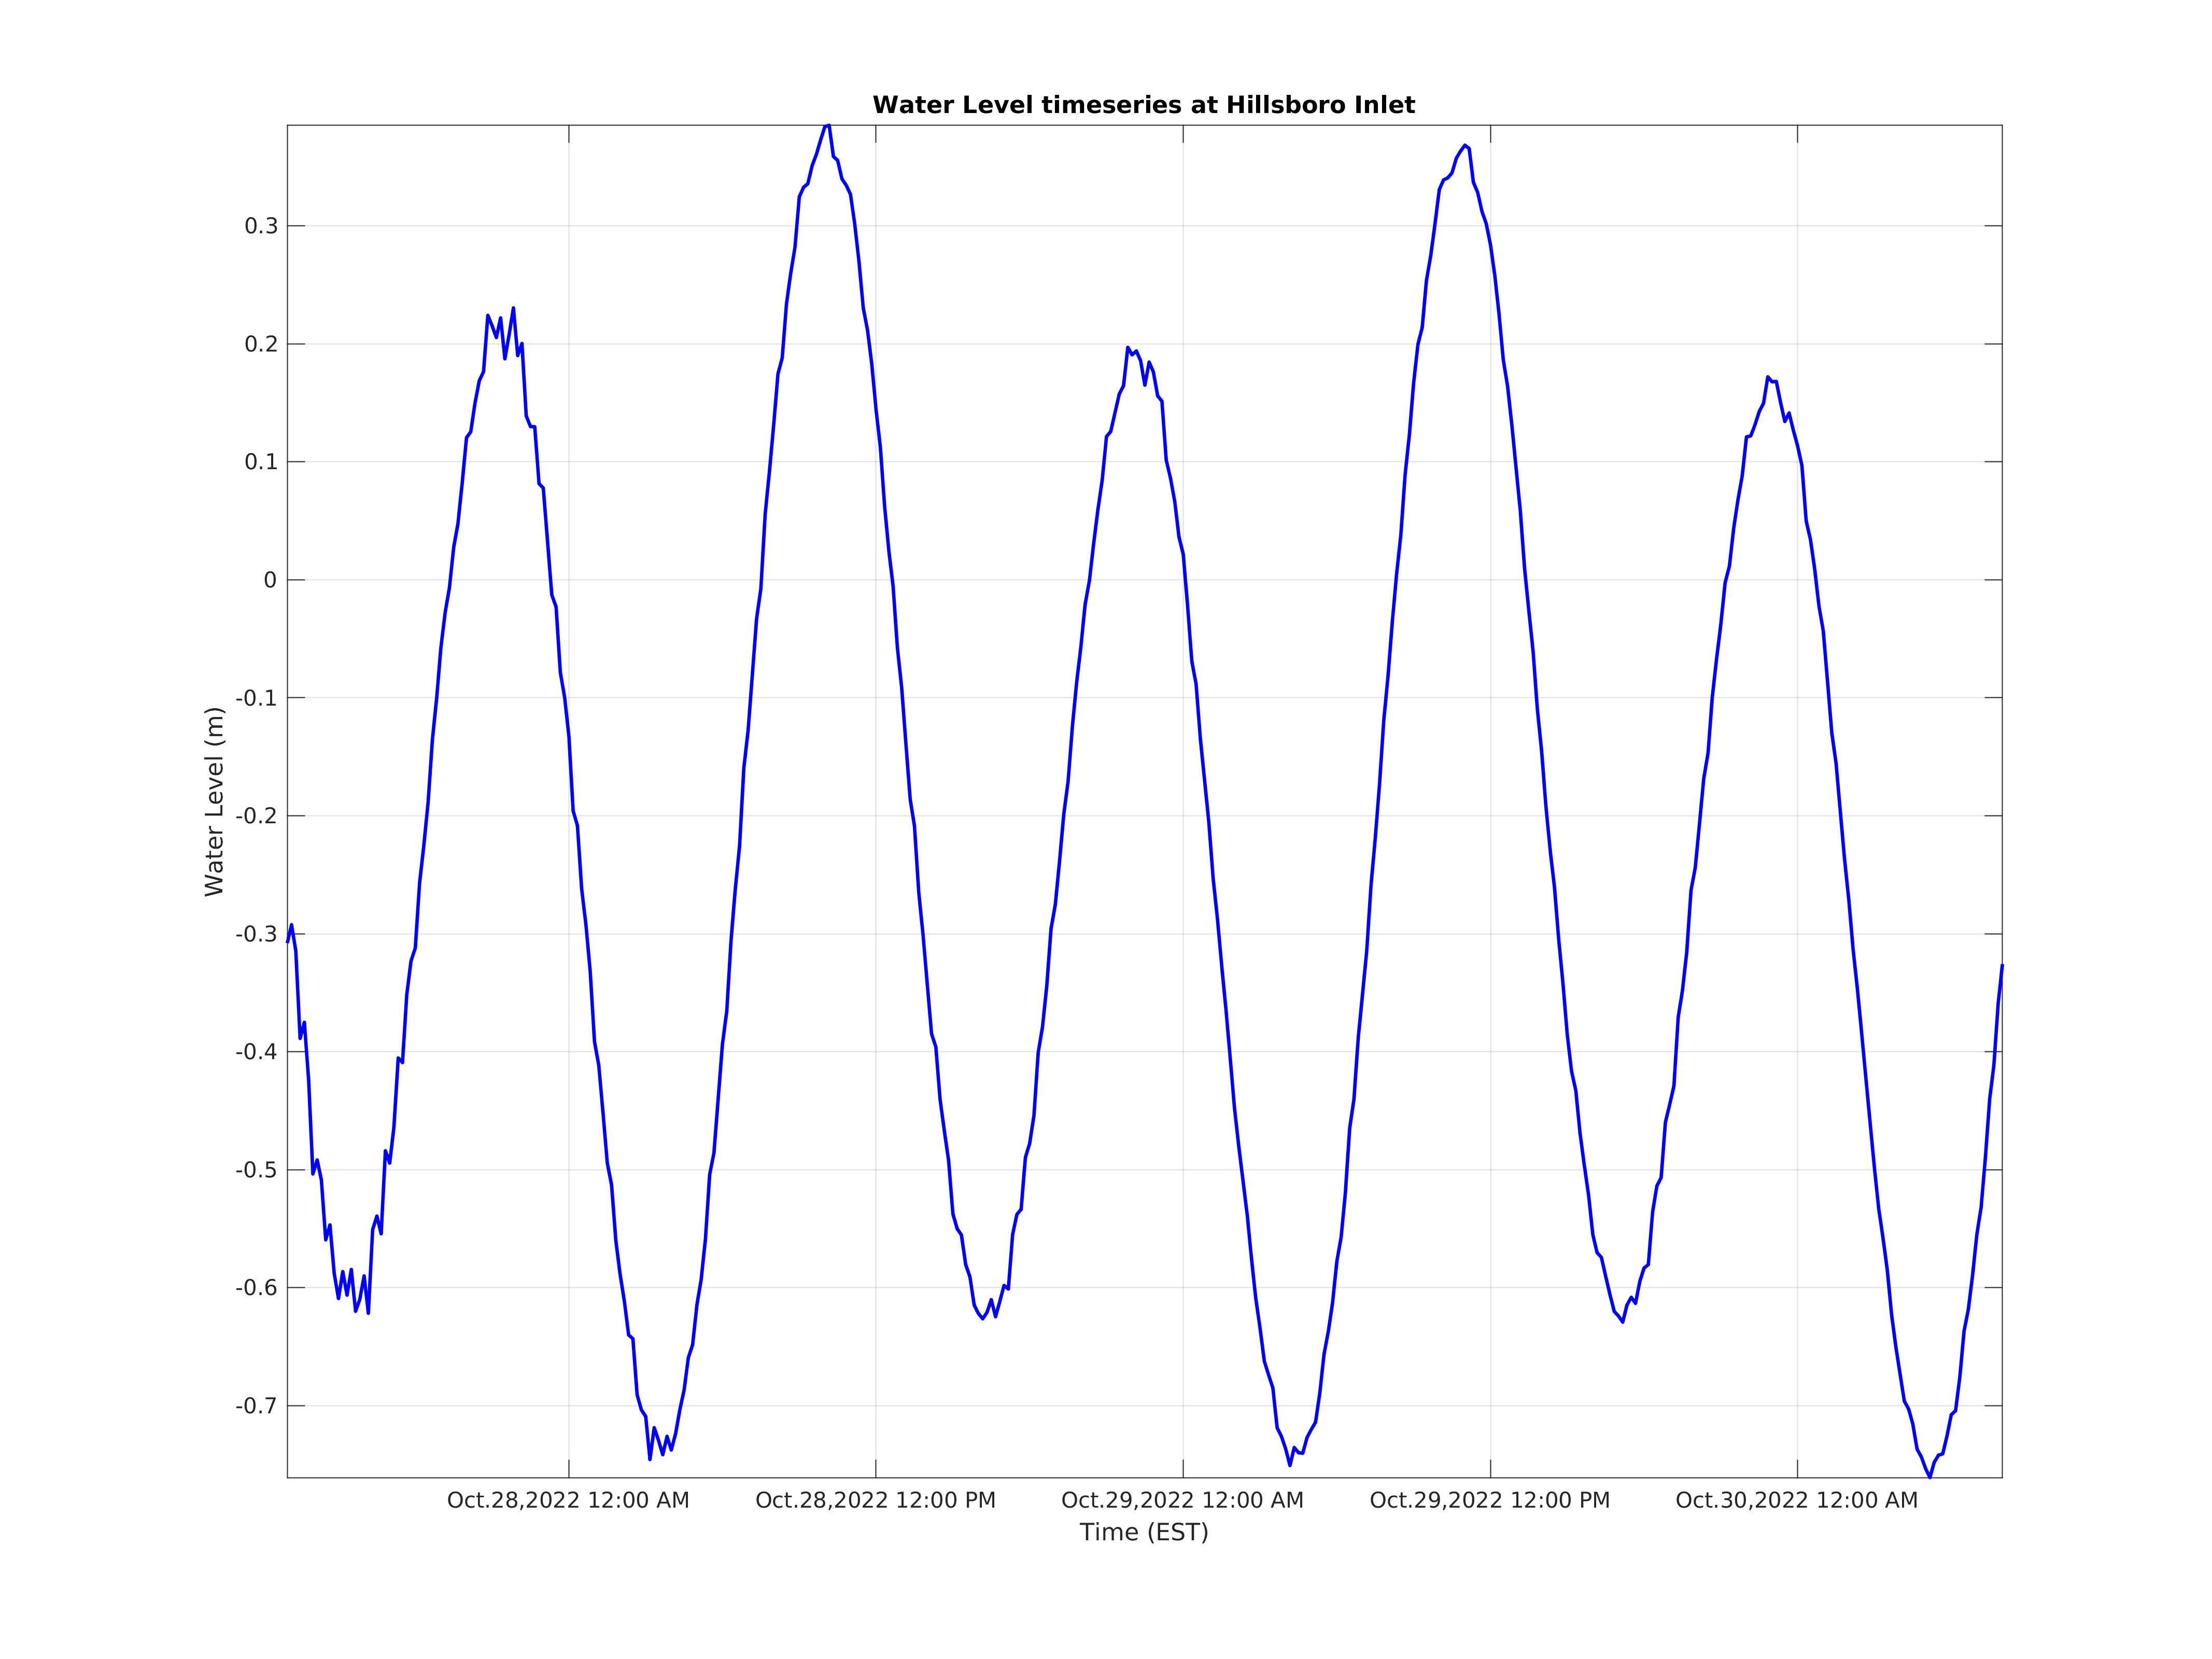 Water Level timeseries at Hillsboro Inlet
0.3
0.2
0.1
0
-0.1
-0.2
-0.3
-0.4
-0.5
-0.6
-0.7
Water Level (m)
Oct.28,2022 12:00 AM
Oct.28,2022 12:00 PM
Oct.29,2022 12:00 AM
Oct.29,2022 12:00 PM
Oct.30,2022 12:00 AM
Time (EST)